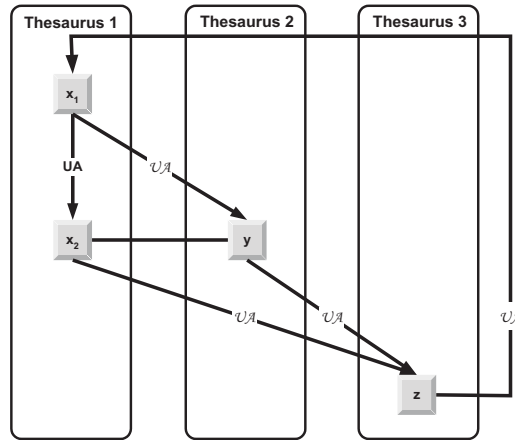 Thesaurus 1 Thesaurus 2 Thesaurus 3
x₁
UA 𝒰𝒜
x₂ y
𝒰𝒜 𝒰𝒜 𝒰
z